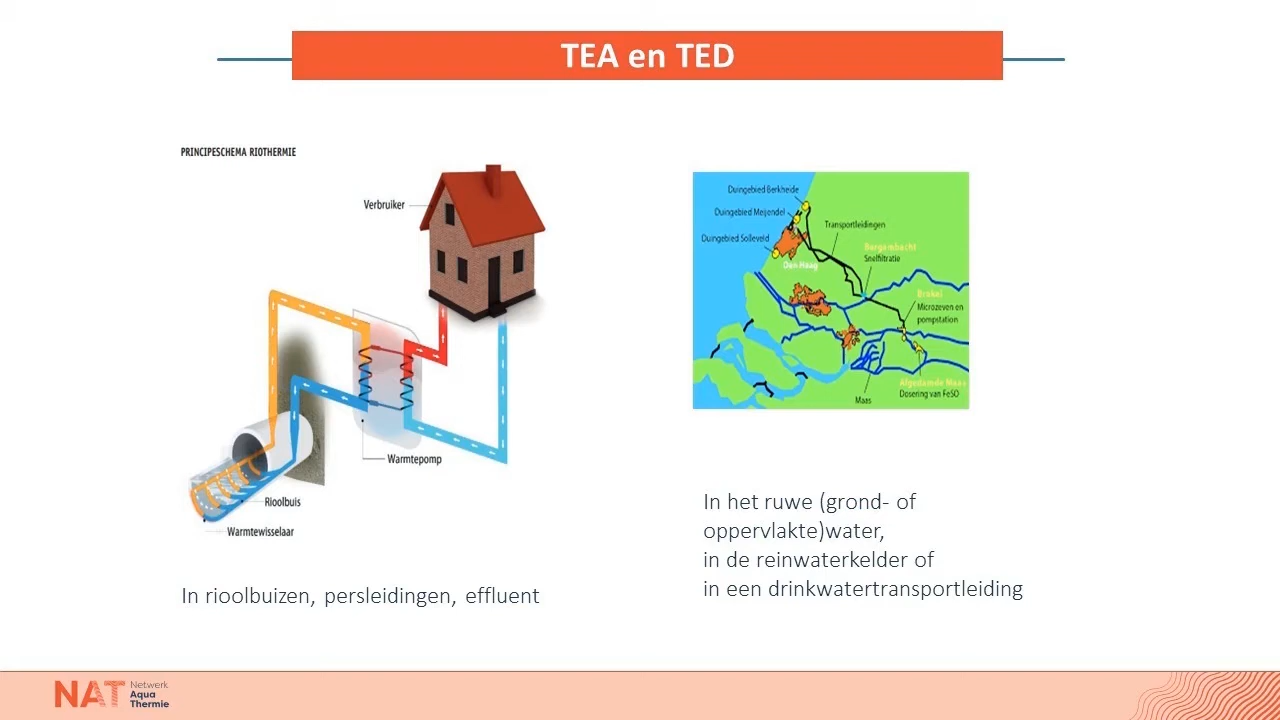 TEA en TED
PRINCIPESCHEMA RIOTHERMIE
Verbruiker
Warmtepomp
Rioolbuis
Warmtewisselaar
In rioolbuizen, persleidingen, effluent
Duingebied Berkheide
Duingebied Meijendel
Duingebied Solleveld
Transportleidingen
Bergambacht
Snelfiltratie
Den Haag
Brakel
Microzeven en
pompstation
Afgedamde Maas
Dosering van FeSO
Maas
In het ruwe (grond- of
oppervlakte)water,
in de reinwaterkelder of
in een drinkwatertransportleiding
NAT Netwerk
Aqua
Thermie